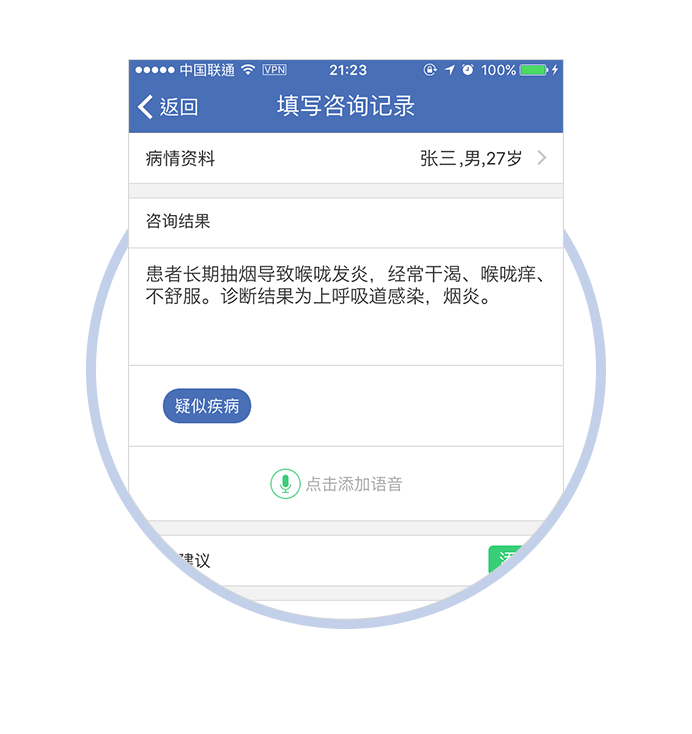 中国联通 VPN 21:23 100%
返回 填写咨询记录
病情资料 张三,男,27岁
咨询结果
患者长期抽烟导致喉咙发炎，经常干渴、喉咙痒、
不舒服。诊断结果为上呼吸道感染，烟炎。
疑似疾病
点击添加语音
建议